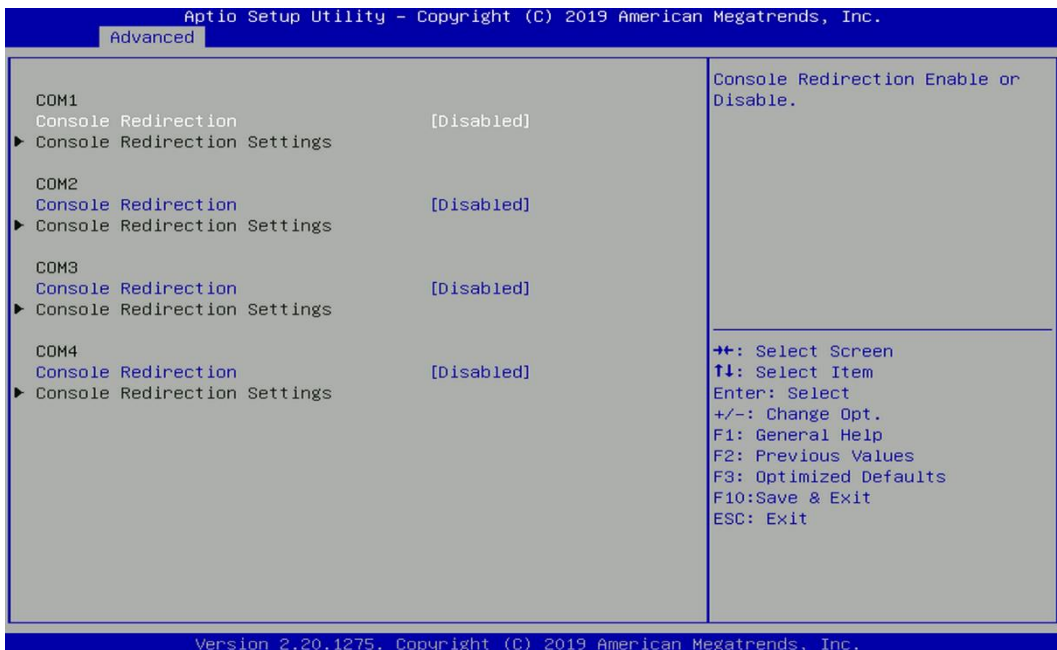 Aptio Setup Utility – Copyright (C) 2019 American Megatrends, Inc.
Advanced
COM1
Console Redirection [Disabled]
▶ Console Redirection Settings
COM2
Console Redirection [Disabled]
▶ Console Redirection Settings
COM3
Console Redirection [Disabled]
▶ Console Redirection Settings
COM4
Console Redirection [Disabled]
▶ Console Redirection Settings
Console Redirection Enable or
Disable.
→←: Select Screen
↑↓: Select Item
Enter: Select
+/-: Change Opt.
F1: General Help
F2: Previous Values
F3: Optimized Defaults
F10:Save & Exit
ESC: Exit
Version 2.20.1275. Copyright (C) 2019 American Megatrends, Inc.